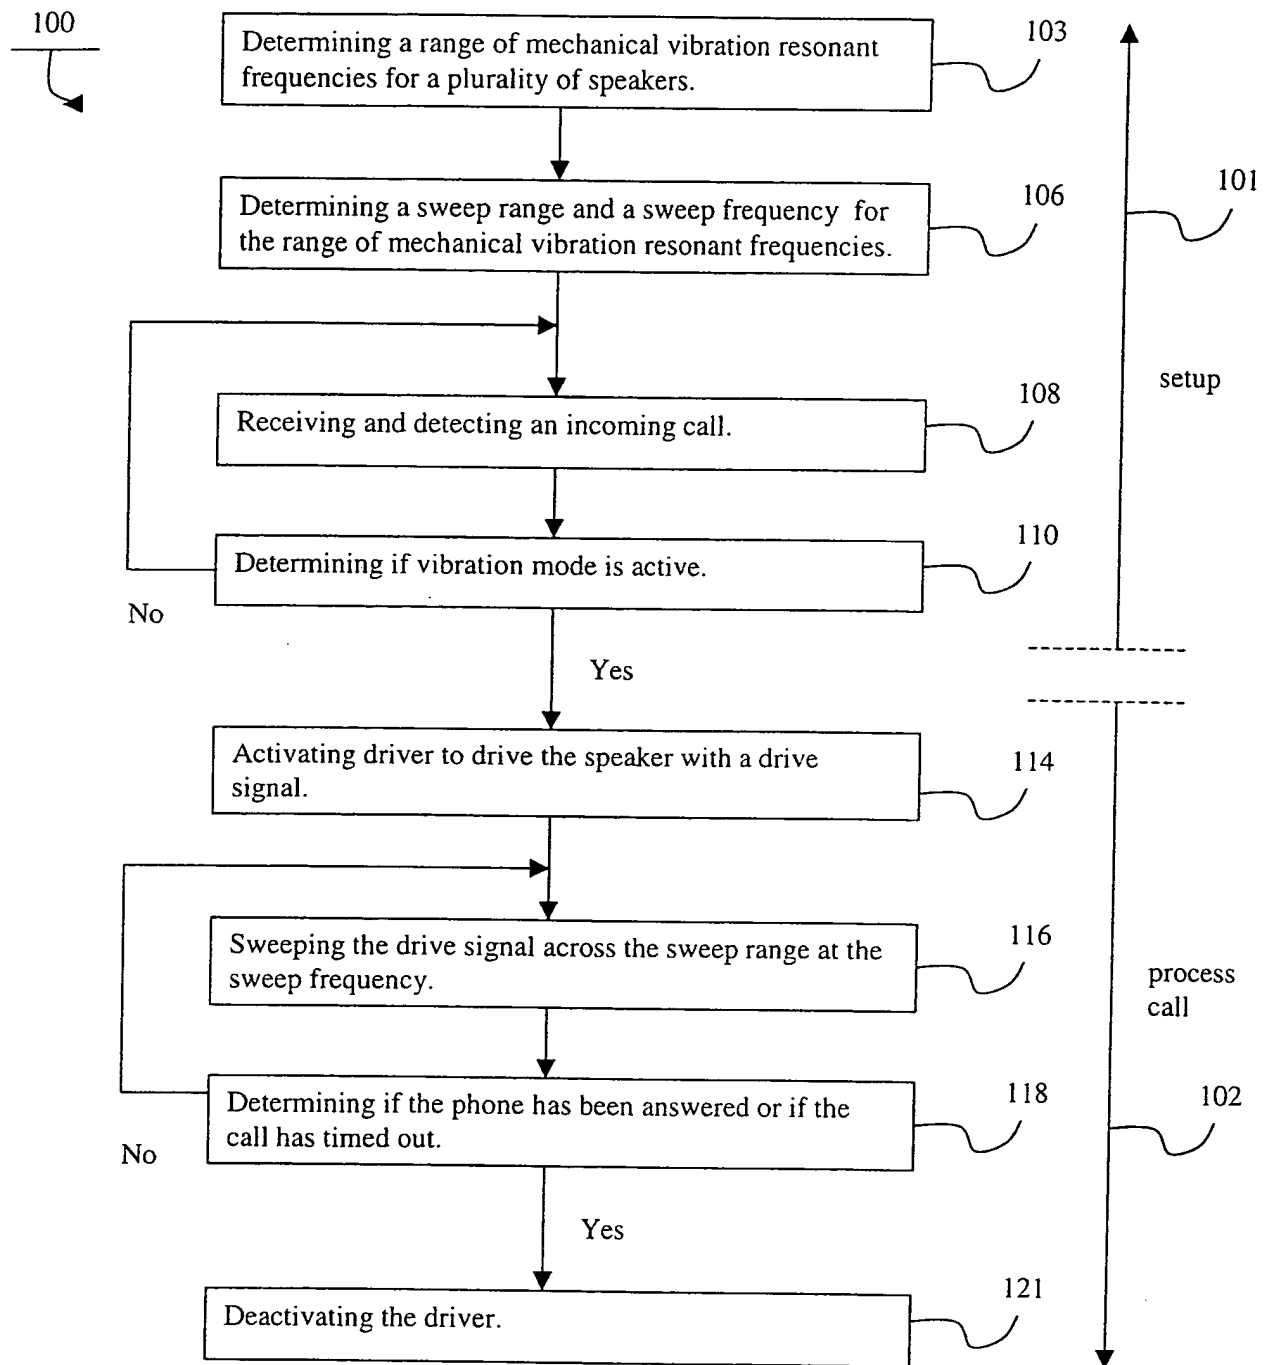 100
Determining a range of mechanical vibration resonant
frequencies for a plurality of speakers.
103
Determining a sweep range and a sweep frequency for
the range of mechanical vibration resonant frequencies.
106
101
setup
Receiving and detecting an incoming call.
108
Determining if vibration mode is active.
110
No
Yes
Activating driver to drive the speaker with a drive
signal.
114
Sweeping the drive signal across the sweep range at the
sweep frequency.
116
process
call
Determining if the phone has been answered or if the
call has timed out.
118
102
No
Yes
Deactivating the driver.
121